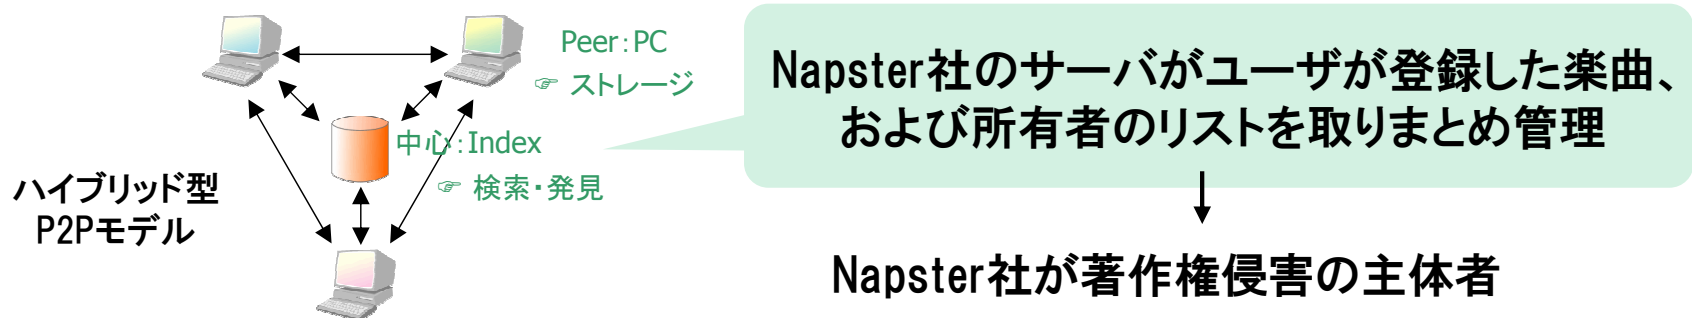 Peer:PC
☞ ストレージ
中心:Index
☞ 検索・発見
ハイブリッド型
P2Pモデル
Napster社のサーバがユーザが登録した楽曲、
および所有者のリストを取りまとめ管理
Napster社が著作権侵害の主体者